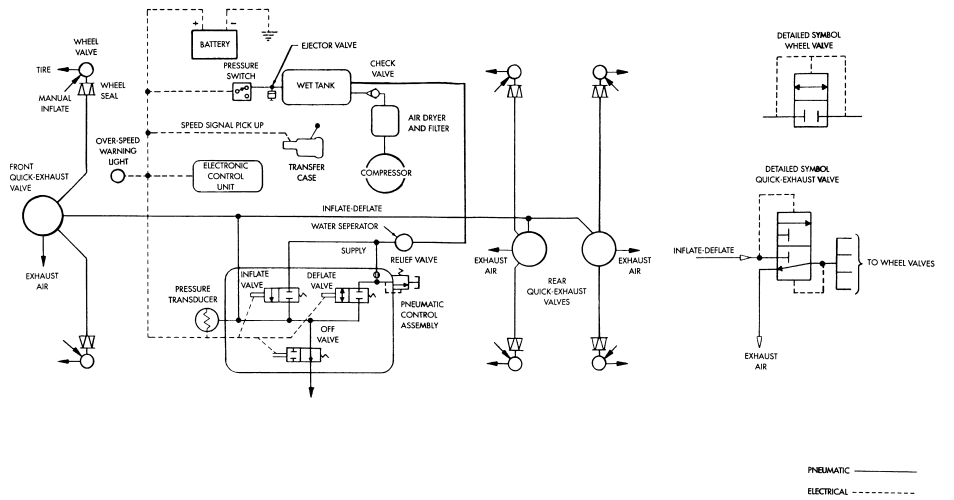 + −
BATTERY
WHEEL
VALVE
TIRE
WHEEL
SEAL
MANUAL
INFLATE
PRESSURE
SWITCH
EJECTOR VALVE
WET TANK
CHECK
VALVE
AIR DRYER
AND FILTER
COMPRESSOR
SPEED SIGNAL PICK UP
TRANSFER
CASE
OVER-SPEED
WARNING
LIGHT
ELECTRONIC
CONTROL
UNIT
FRONT
QUICK-EXHAUST
VALVE
EXHAUST
AIR
INFLATE-DEFLATE
WATER SEPERATOR
SUPPLY
RELIEF VALVE
INFLATE
VALVE
DEFLATE
VALVE
PRESSURE
TRANSDUCER
OFF
VALVE
PNEUMATIC
CONTROL
ASSEMBLY
EXHAUST
AIR
REAR
QUICK-EXHAUST
VALVES
EXHAUST
AIR
DETAILED SYMBOL
WHEEL VALVE
DETAILED SYMBOL
QUICK-EXHAUST VALVE
INFLATE-DEFLATE
TO WHEEL VALVES
EXHAUST
AIR
PNEUMATIC
ELECTRICAL